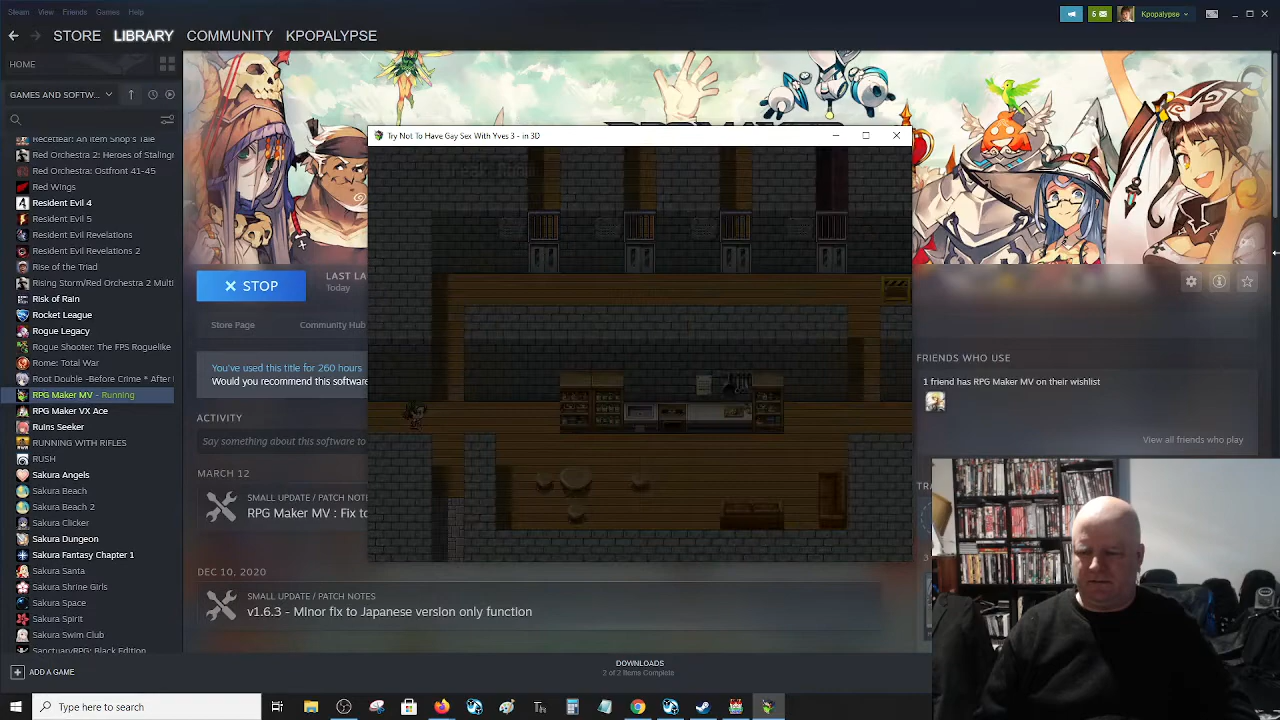 Steam View Friends Games Help
5
Kpopalypse
STORE LIBRARY COMMUNITY KPOPALYPSE
HOME
GAMES AND SOFTW...
Red Orchestra 2: Heroes of Stalingr
Red Orchestra: Ostfront 41-45
Red Wings
Resident Evil 4
Resident Evil 5
Resident Evil Revelations
Resident Evil Revelations 2
Rise of the Triad
Rising Storm/Red Orchestra 2 Multi
Risk of Rain
Rocket League
Rogue Legacy
Rogue Shooter: The FPS Roguelike
Rome: Total War
Root Double -Before Crime * After I
RPG Maker MV - Running
RPG Maker VX Ace
Ruins Seeker
RUNNING WITH RIFLES
RUSH
Sakura Angels
Sakura Beach
Sakura Beach 2
Sakura Clicker
Sakura Dungeon
Sakura Fantasy Chapter 1
Sakura Santa
Sakura Shrine Girls
Sakura Space
Sakura Spirit
Sakura Swim Club
Sanctuary RPG: Black Edition
ADD A GAME
Try Not To Have Gay Sex With Yves 3 - in 3D
STOP
LAST LA
Today
Store Page
Community Hub
You've used this title for 260 hours
Would you recommend this software
ACTIVITY
Say something about this software to
MARCH 12
SMALL UPDATE / PATCH NOTE
RPG Maker MV : Fix to
DEC 10, 2020
SMALL UPDATE / PATCH NOTES
v1.6.3 - Minor fix to Japanese version only function
FRIENDS WHO USE
1 friend has RPG Maker MV on their wishlist
View all friends who play
DOWNLOADS
2 of 2 Items Complete
Type here to search